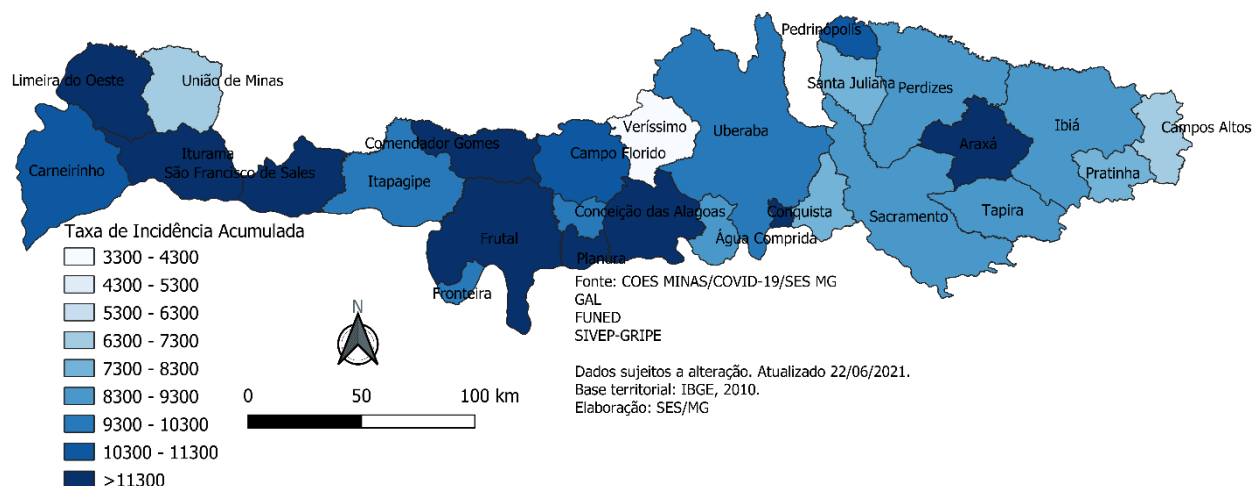 Pedrinópolis
Limeira do Oeste
União de Minas
Santa Juliana
Perdizes
Veríssimo
Uberaba
Ibiá
Campos Altos
Comendador Gomes
Iturama
Campo Florido
Araxá
Carneirinho
São Francisco de Sales
Itapagipe
Pratinha
Conceição das Alagoas
Conquista
Sacramento
Tapira
Frutal
Água Comprida
Planura
Fronteira
Taxa de Incidência Acumulada
3300 - 4300
4300 - 5300
5300 - 6300
6300 - 7300
7300 - 8300
8300 - 9300
9300 - 10300
10300 - 11300
>11300
N
0 50 100 km
Fonte: COES MINAS/COVID-19/SES MG
GAL
FUNED
SIVEP-GRIPE
Dados sujeitos a alteração. Atualizado 22/06/2021.
Base territorial: IBGE, 2010.
Elaboração: SES/MG